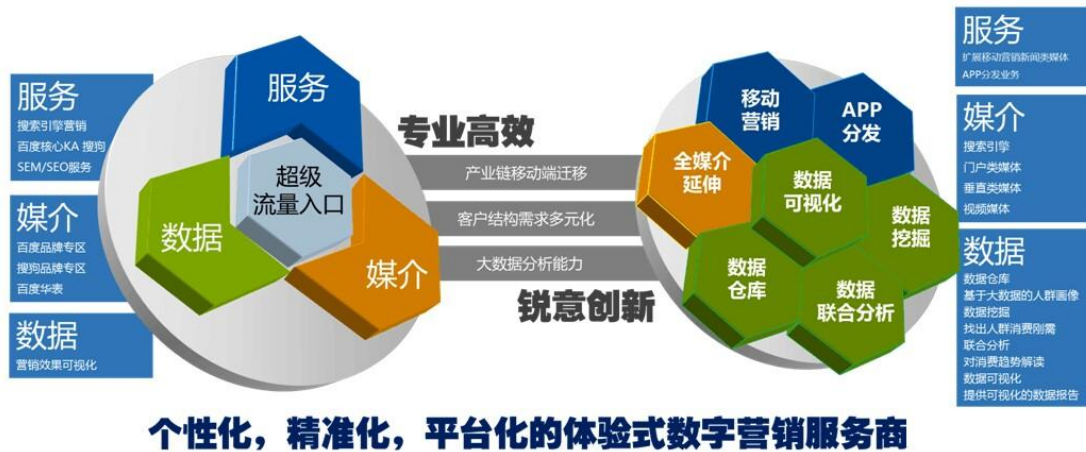 服务
搜索引擎营销
百度核心KA 搜狗
SEM/SEO服务
媒介
百度品牌专区
搜狗品牌专区
百度华表
数据
营销效果可视化
服务
超级
流量入口
数据
媒介
专业高效
产业链移动端迁移
客户结构需求多元化
大数据分析能力
锐意创新
移动
营销
APP
分发
全媒介
延伸
数据
可视化
数据
挖掘
数据
仓库
数据
联合分析
服务
扩展移动营销新闻类媒体
APP分发业务
媒介
搜索引擎
门户类媒体
垂直类媒体
视频媒体
数据
数据仓库
基于大数据的人群画像
数据挖掘
找出人群消费刚需
联合分析
对消费趋势解读
数据可视化
提供可视化的数据报告
个性化，精准化，平台化的体验式数字营销服务商